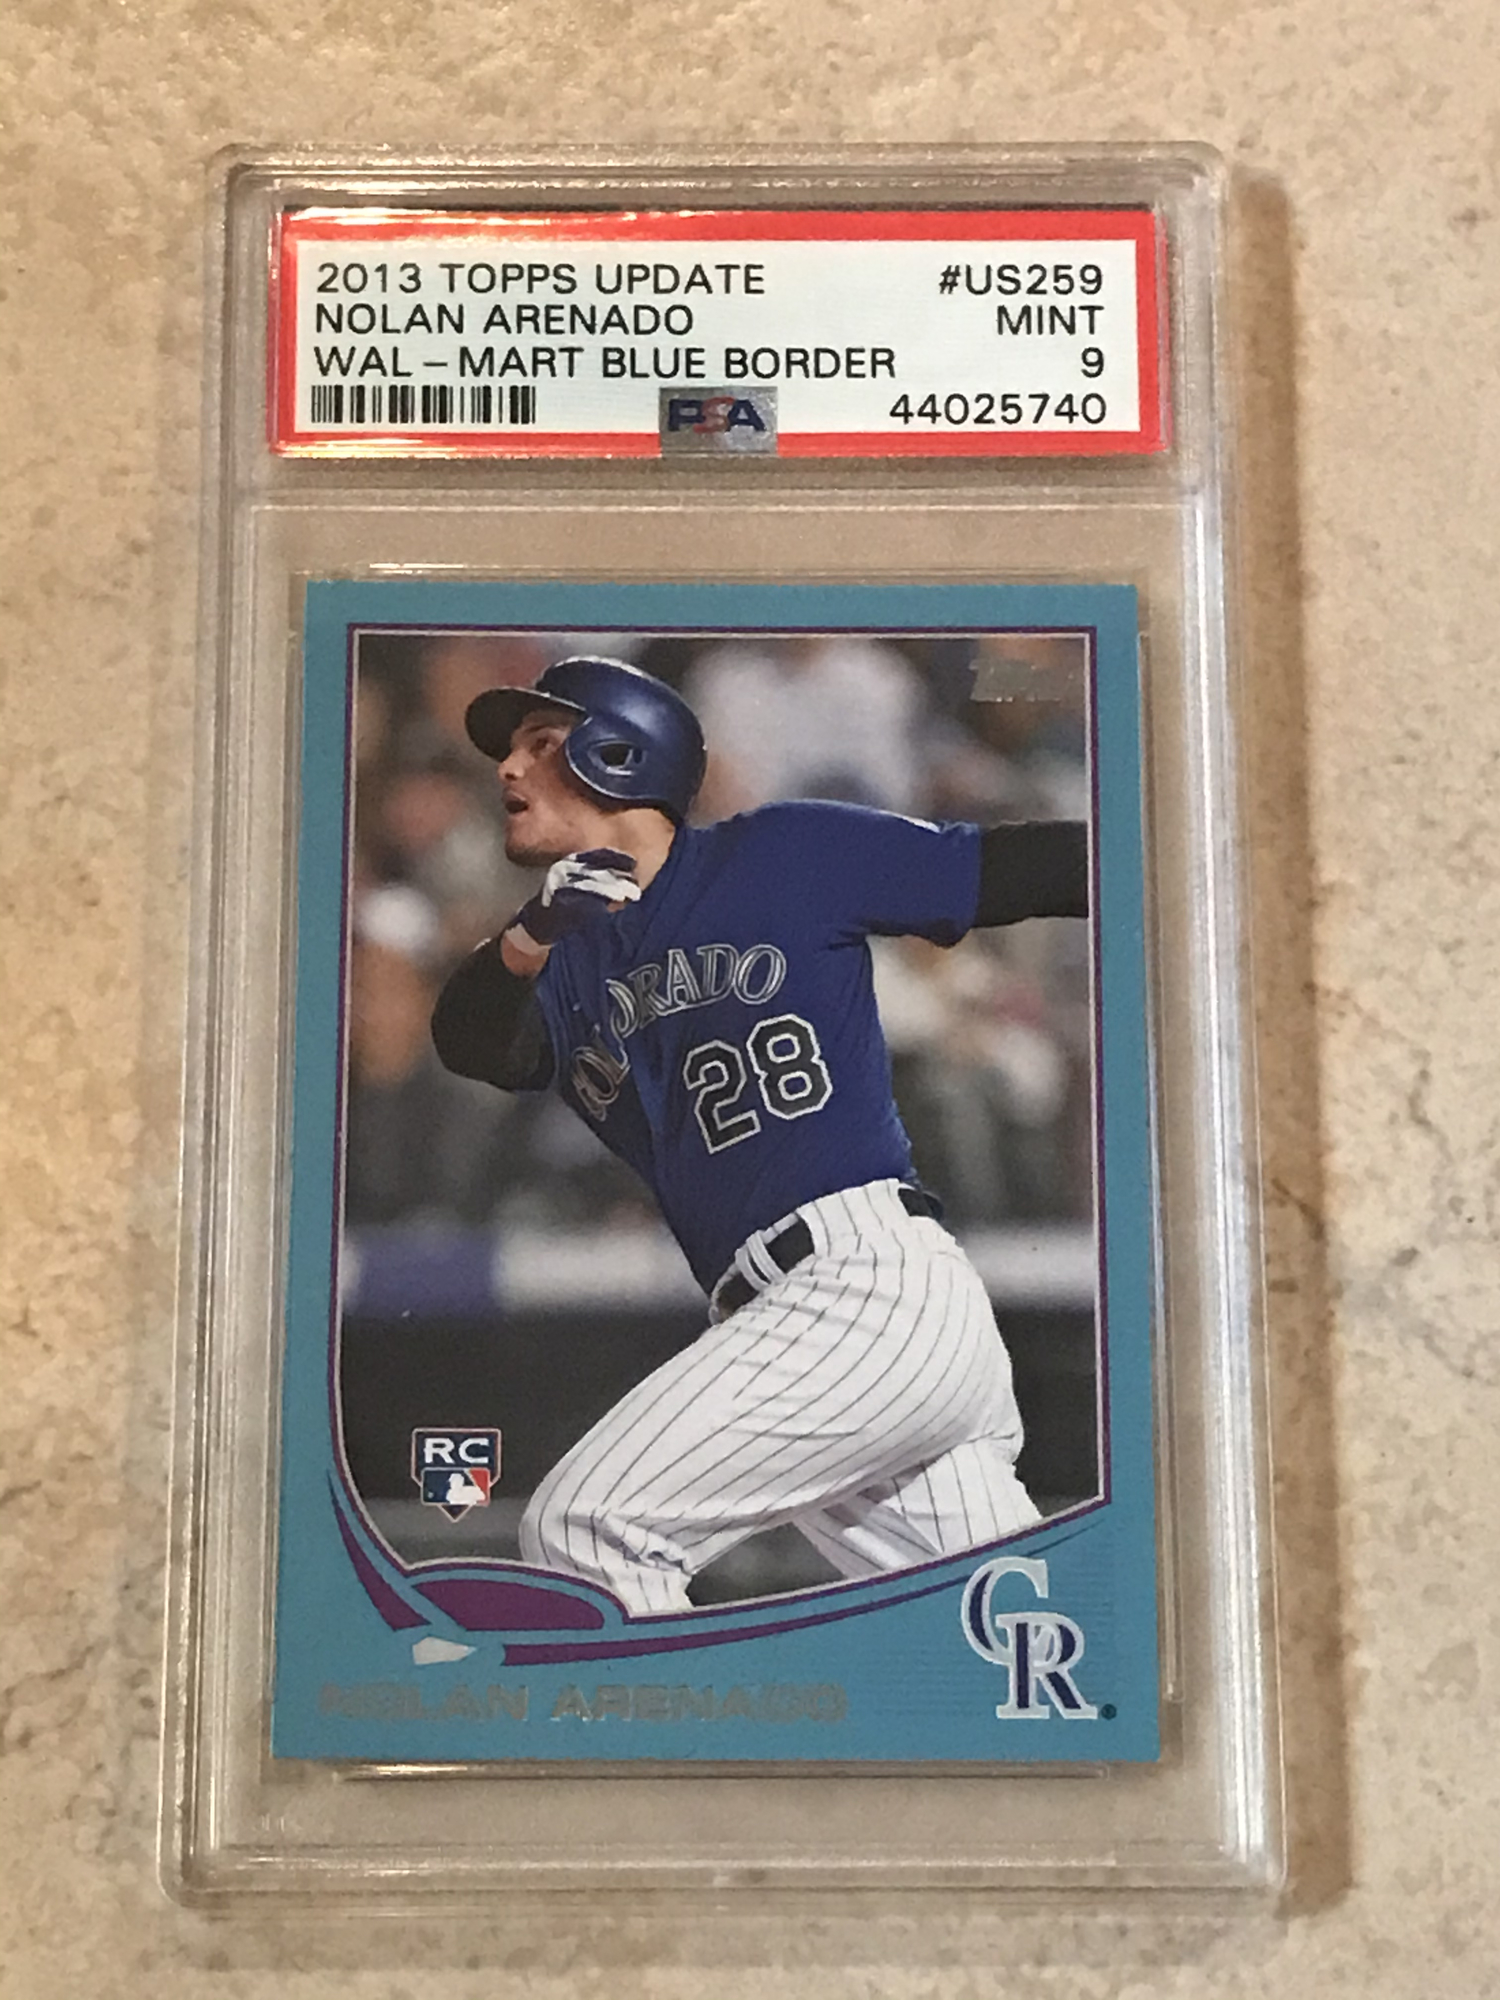 2013 TOPPS UPDATE #US259
NOLAN ARENADO MINT
WAL-MART BLUE BORDER 9
PSA 44025740
COLORADO
28
RC
CR
NOLAN ARENADO